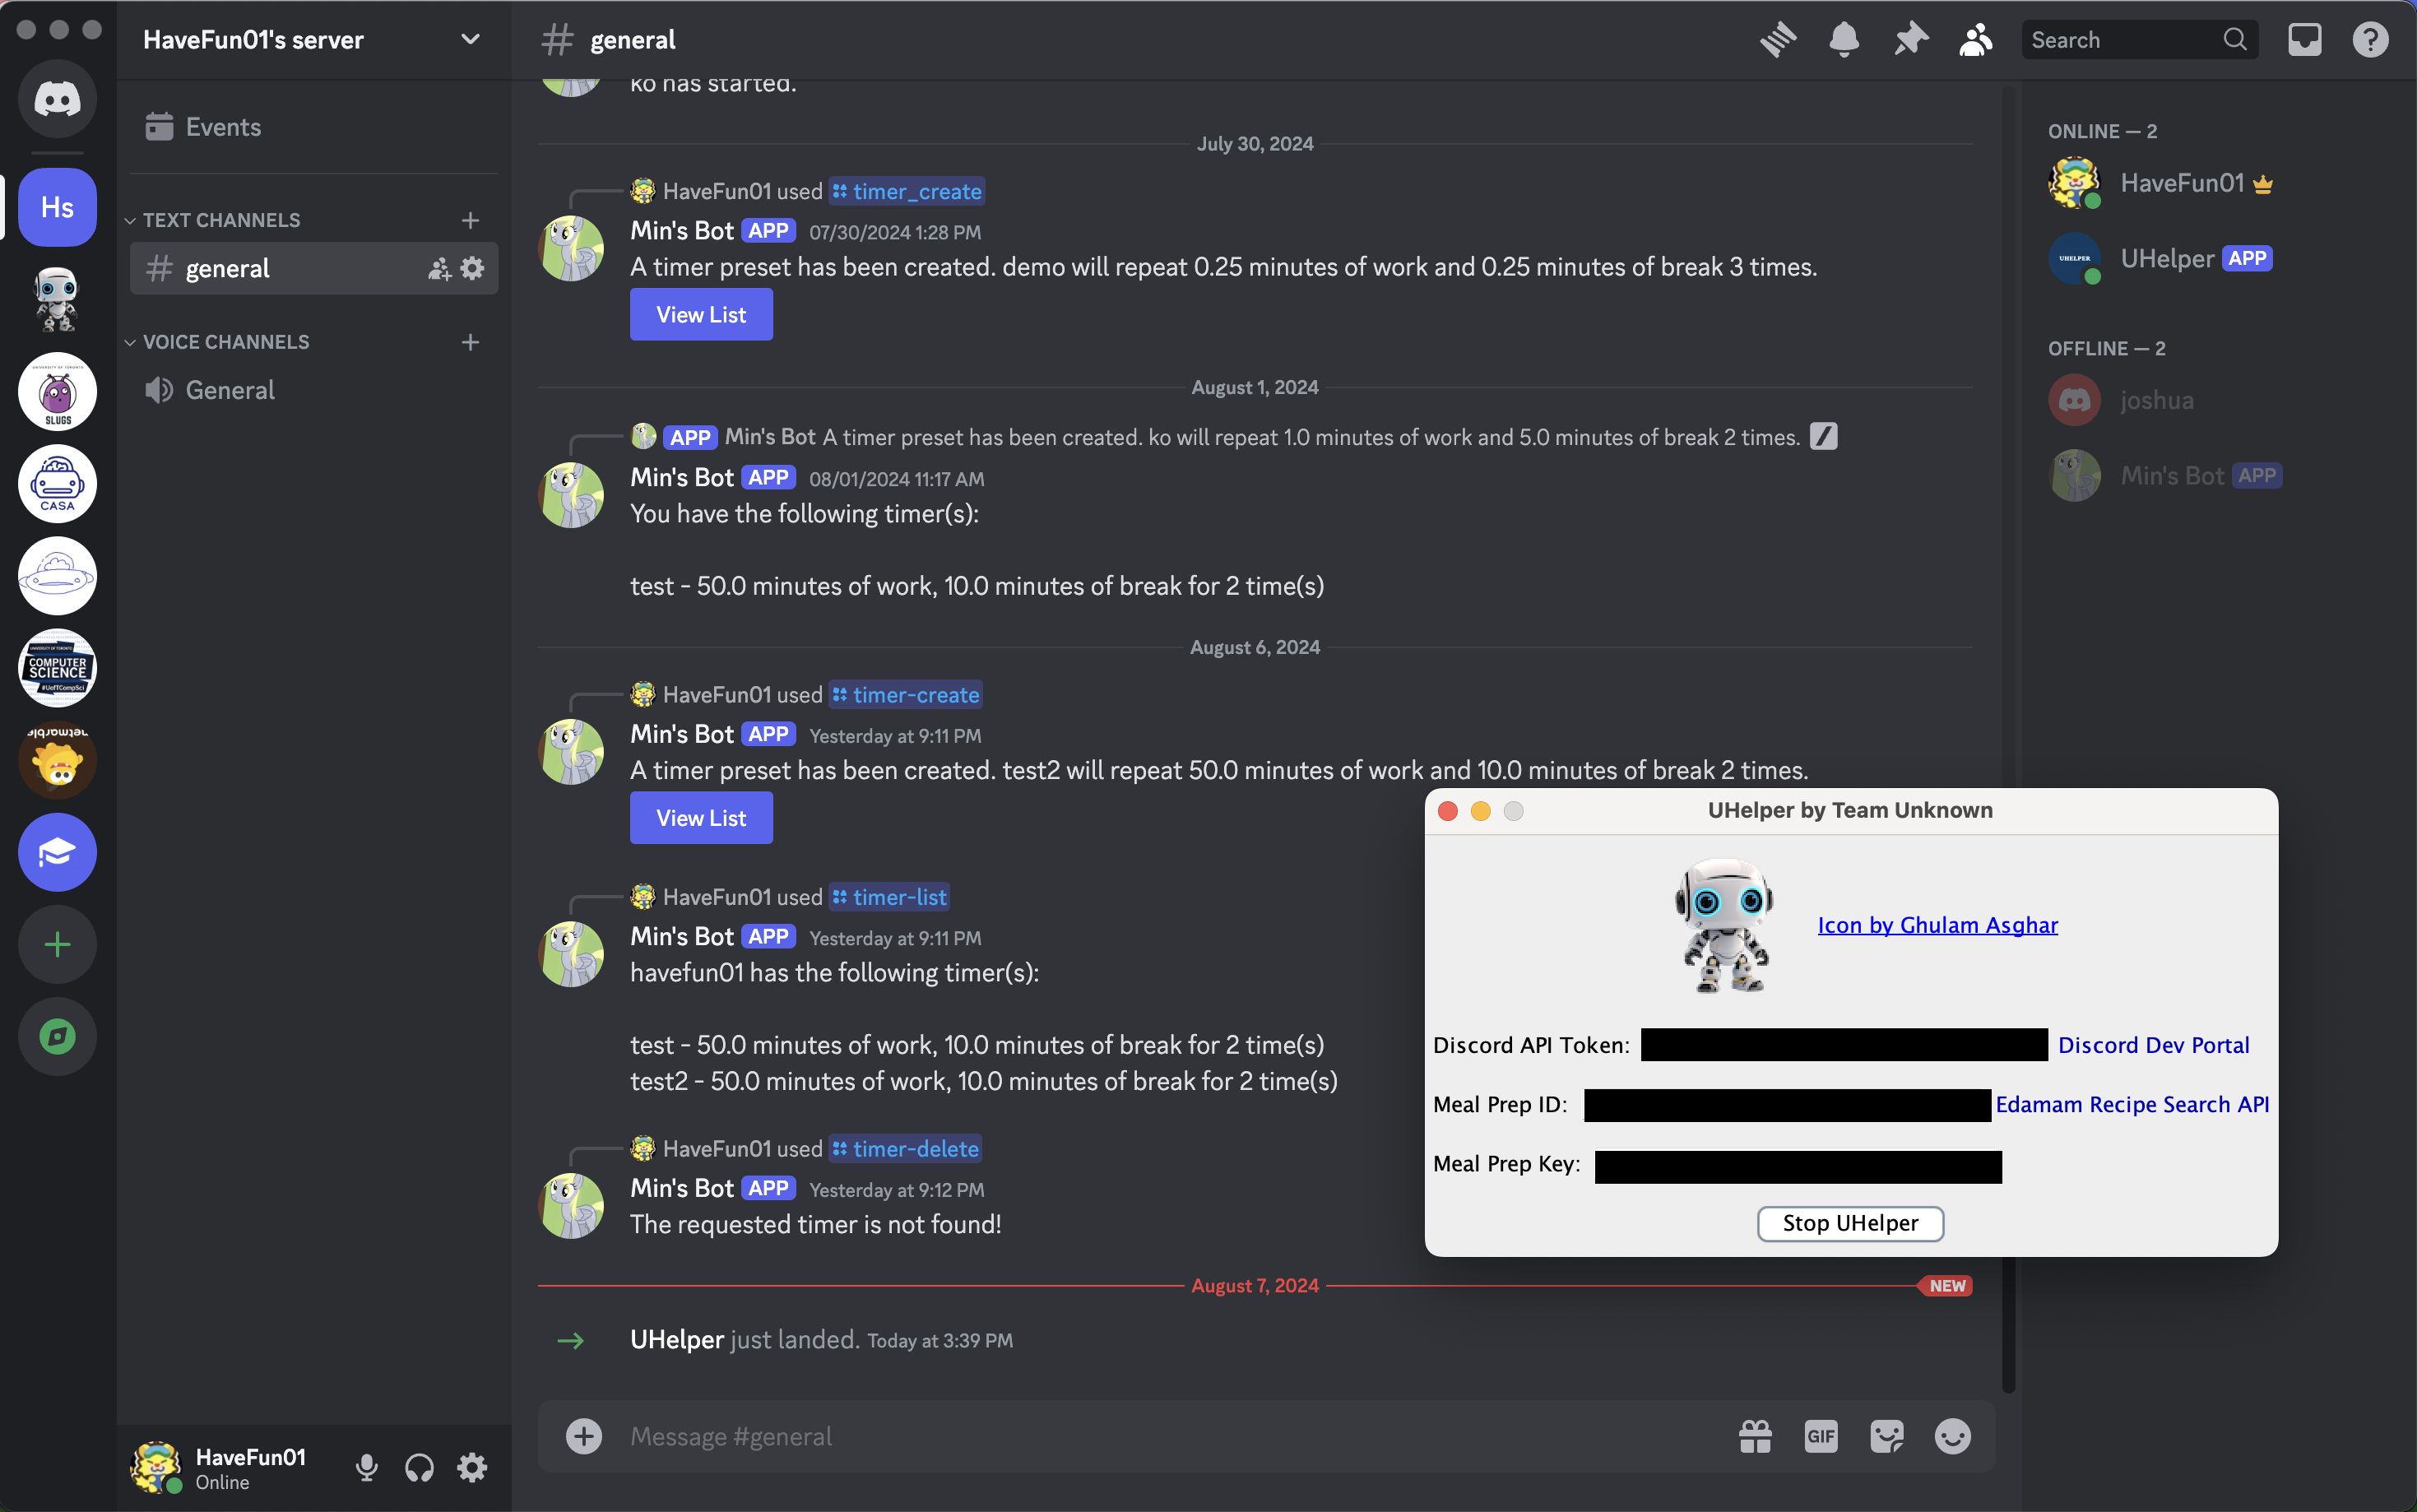 HaveFun01's server
# general
Search
Hs
Events
TEXT CHANNELS
# general
VOICE CHANNELS
General
UNIVERSITY OF TORONTO
SLUGS
CASA
UNIVERSITY OF TORONTO
COMPUTER
SCIENCE
#UofTCompSci
netmarble
ko has started.
July 30, 2024
HaveFun01 used timer_create
Min's Bot APP 07/30/2024 1:28 PM
A timer preset has been created. demo will repeat 0.25 minutes of work and 0.25 minutes of break 3 times.
View List
August 1, 2024
APP Min's Bot A timer preset has been created. ko will repeat 1.0 minutes of work and 5.0 minutes of break 2 times.
Min's Bot APP 08/01/2024 11:17 AM
You have the following timer(s):
test - 50.0 minutes of work, 10.0 minutes of break for 2 time(s)
August 6, 2024
HaveFun01 used timer-create
Min's Bot APP Yesterday at 9:11 PM
A timer preset has been created. test2 will repeat 50.0 minutes of work and 10.0 minutes of break 2 times.
View List
HaveFun01 used timer-list
Min's Bot APP Yesterday at 9:11 PM
havefun01 has the following timer(s):
test - 50.0 minutes of work, 10.0 minutes of break for 2 time(s)
test2 - 50.0 minutes of work, 10.0 minutes of break for 2 time(s)
HaveFun01 used timer-delete
Min's Bot APP Yesterday at 9:12 PM
The requested timer is not found!
August 7, 2024
NEW
UHelper just landed. Today at 3:39 PM
Message #general
GIF
HaveFun01
Online
ONLINE — 2
HaveFun01
UHELPER
UHelper APP
OFFLINE — 2
joshua
Min's Bot APP
UHelper by Team Unknown
Icon by Ghulam Asghar
Discord API Token: Discord Dev Portal
Meal Prep ID: Edamam Recipe Search API
Meal Prep Key:
Stop UHelper